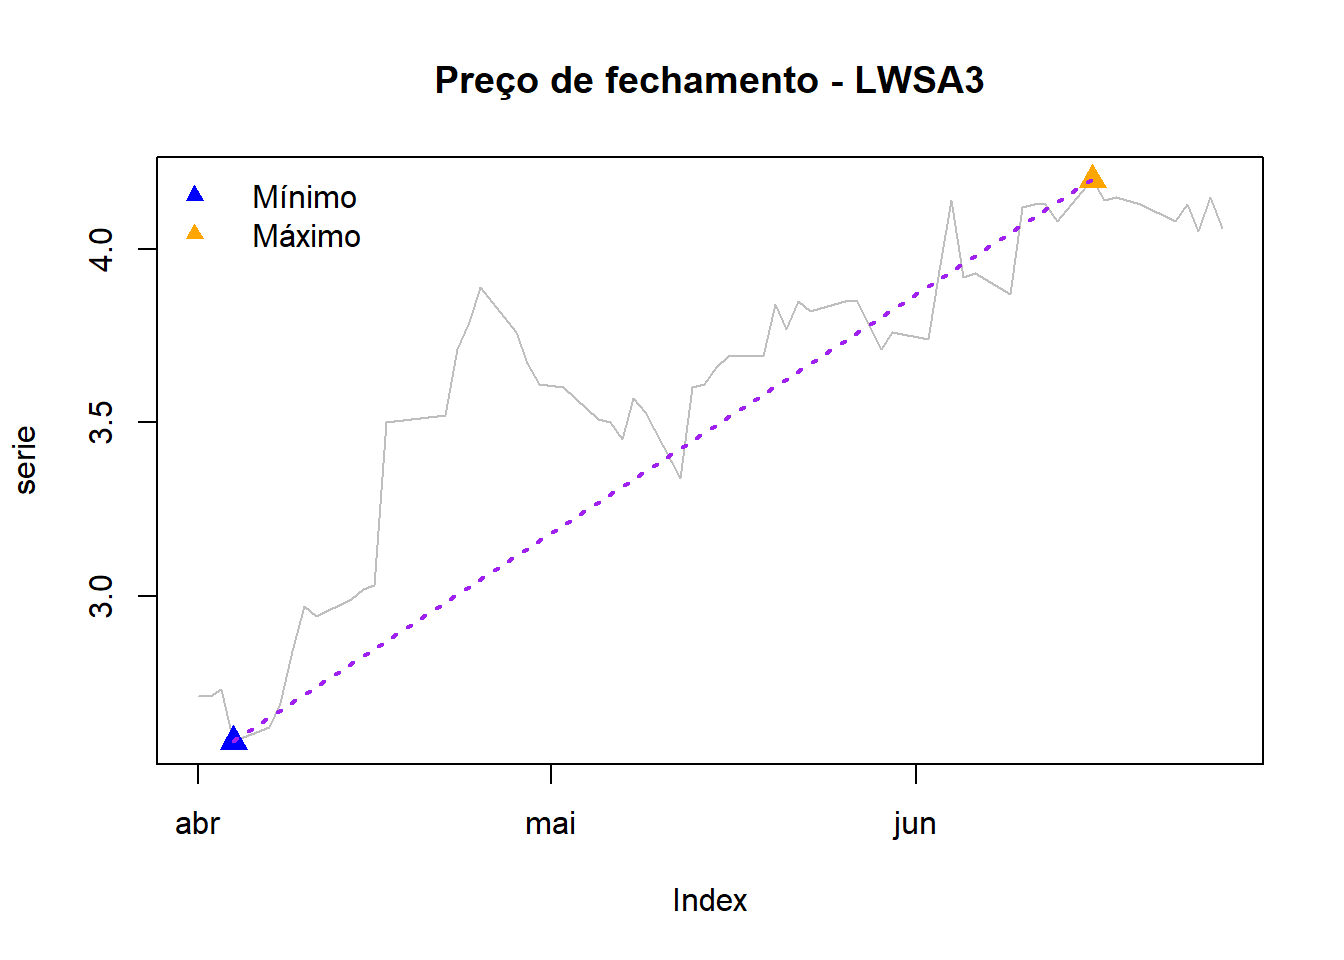 Preço de fechamento - LWSA3
Mínimo
Máximo
4.0
3.5
3.0
serie
abr
mai
jun
Index